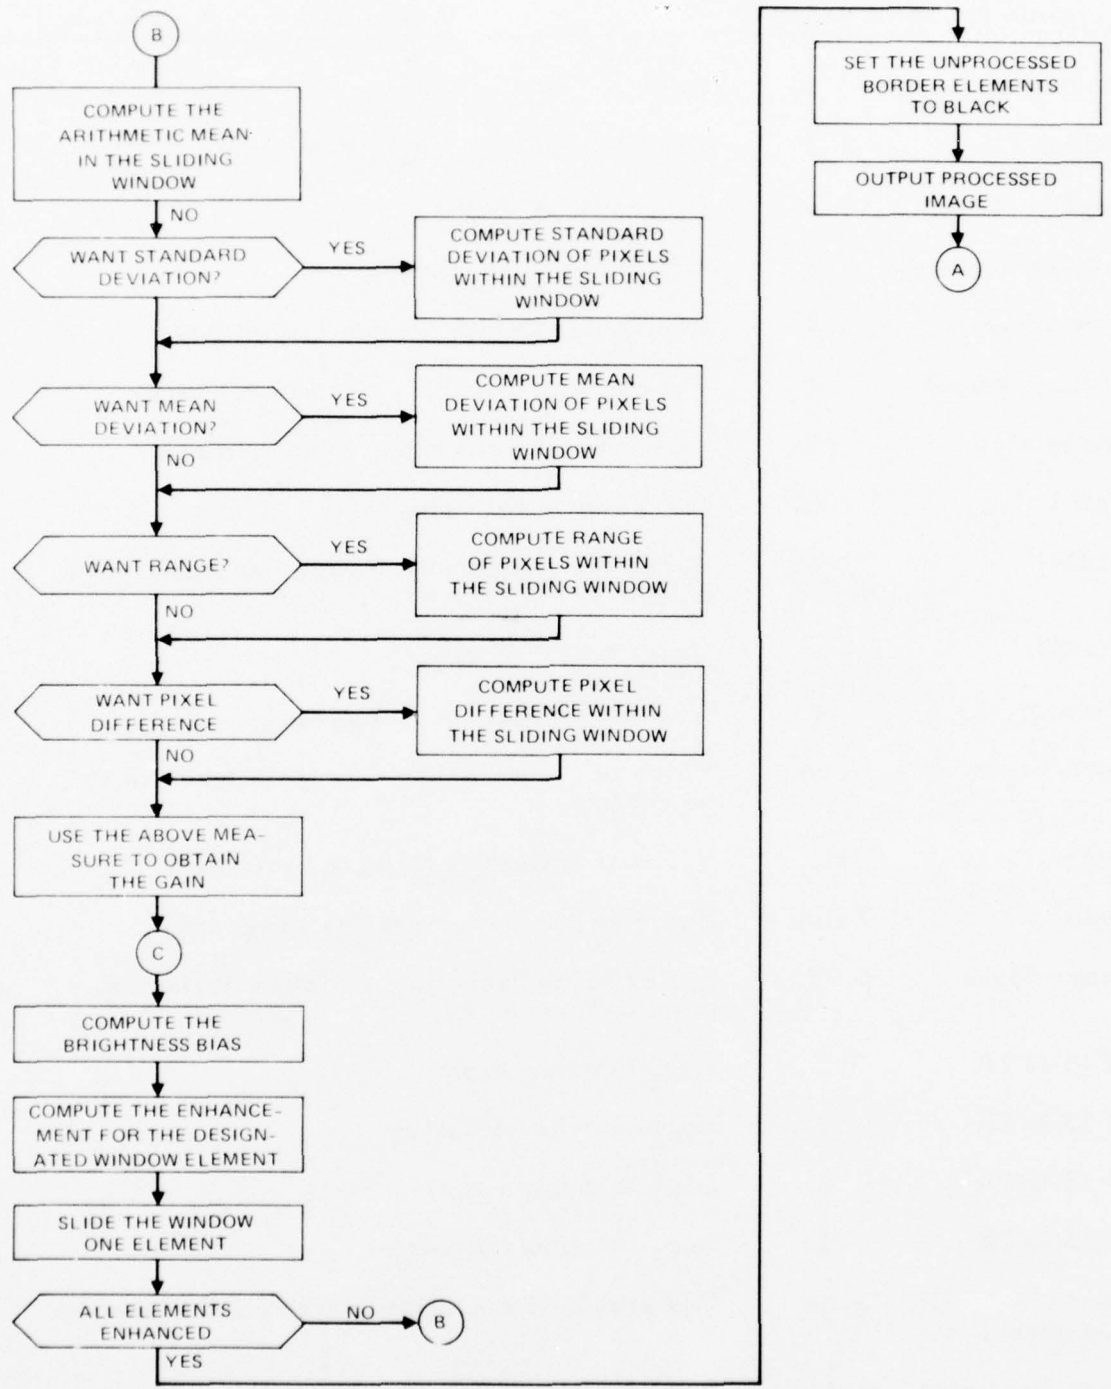 B
COMPUTE THE
ARITHMETIC MEAN
IN THE SLIDING
WINDOW
NO
WANT STANDARD
DEVIATION?
YES
COMPUTE STANDARD
DEVIATION OF PIXELS
WITHIN THE SLIDING
WINDOW
WANT MEAN
DEVIATION?
YES
COMPUTE MEAN
DEVIATION OF PIXELS
WITHIN THE SLIDING
WINDOW
NO
WANT RANGE?
YES
COMPUTE RANGE
OF PIXELS WITHIN
THE SLIDING WINDOW
NO
WANT PIXEL
DIFFERENCE
YES
COMPUTE PIXEL
DIFFERENCE WITHIN
THE SLIDING WINDOW
NO
USE THE ABOVE MEA-
SURE TO OBTAIN
THE GAIN
C
COMPUTE THE
BRIGHTNESS BIAS
COMPUTE THE ENHANCE-
MENT FOR THE DESIGN-
ATED WINDOW ELEMENT
SLIDE THE WINDOW
ONE ELEMENT
ALL ELEMENTS
ENHANCED
NO
B
YES
SET THE UNPROCESSED
BORDER ELEMENTS
TO BLACK
OUTPUT PROCESSED
IMAGE
A